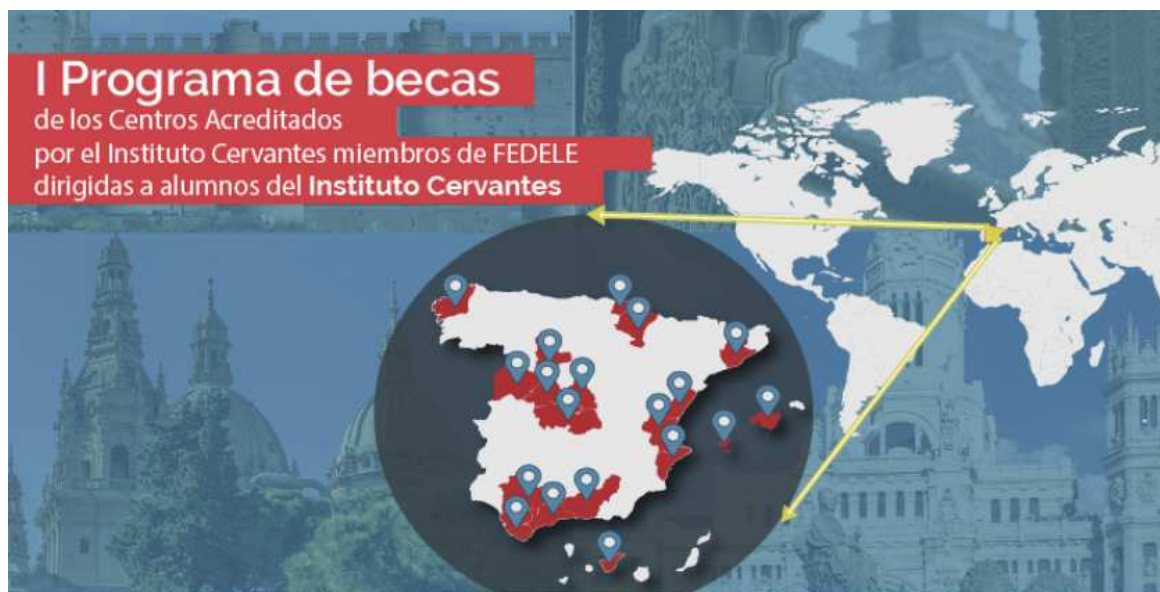 I Programa de becas
de los Centros Acreditados
por el Instituto Cervantes miembros de FEDELE
dirigidas a alumnos del Instituto Cervantes